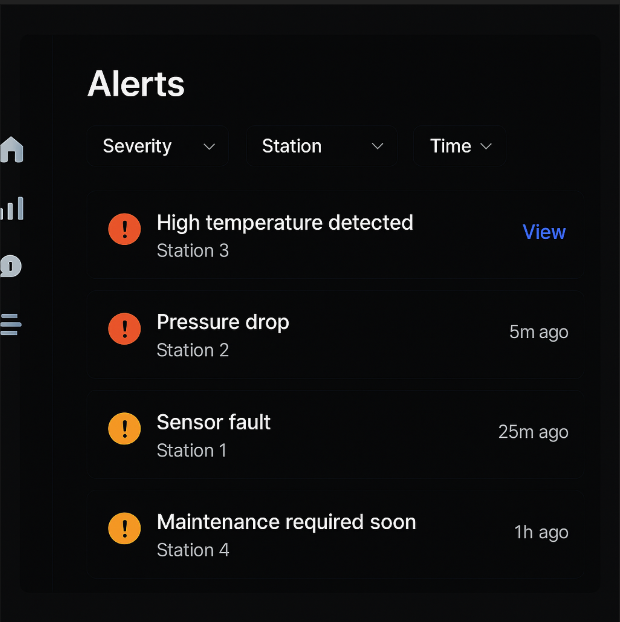 Alerts
Severity Station Time
High temperature detected
Station 3
View
Pressure drop
Station 2
5m ago
Sensor fault
Station 1
25m ago
Maintenance required soon
Station 4
1h ago